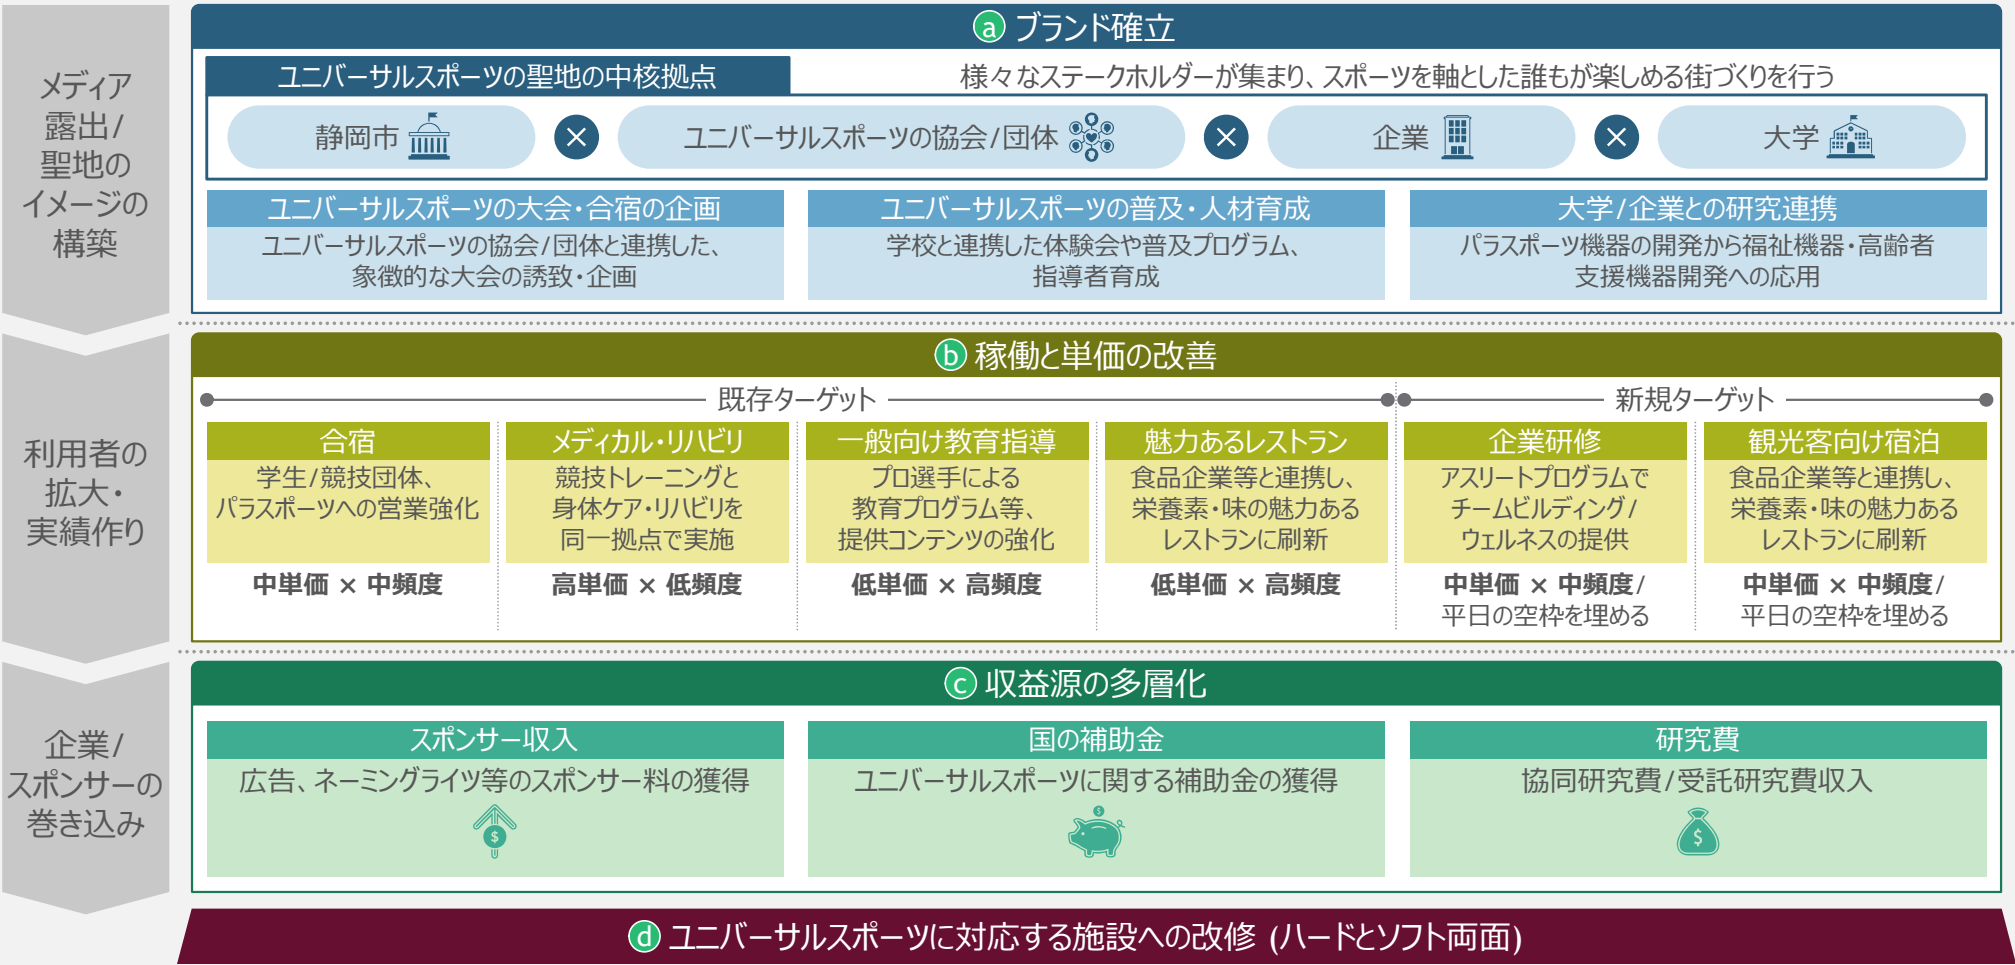 メディア
露出/
聖地の
イメージの
構築
a ブランド確立
ユニバーサルスポーツの聖地の中核拠点
様々なステークホルダーが集まり、スポーツを軸とした誰もが楽しめる街づくりを行う
静岡市 × ユニバーサルスポーツの協会/団体 × 企業 × 大学
ユニバーサルスポーツの大会・合宿の企画
ユニバーサルスポーツの協会/団体と連携した、
象徴的な大会の誘致・企画
ユニバーサルスポーツの普及・人材育成
学校と連携した体験会や普及プログラム、
指導者育成
大学/企業との研究連携
パラスポーツ機器の開発から福祉機器・高齢者
支援機器開発への応用
利用者の
拡大・
実績作り
b 稼働と単価の改善
既存ターゲット
新規ターゲット
合宿
学生/競技団体、
パラスポーツへの営業強化
中単価 × 中頻度
メディカル・リハビリ
競技トレーニングと
身体ケア・リハビリを
同一拠点で実施
高単価 × 低頻度
一般向け教育指導
プロ選手による
教育プログラム等、
提供コンテンツの強化
低単価 × 高頻度
魅力あるレストラン
食品企業等と連携し、
栄養素・味の魅力ある
レストランに刷新
低単価 × 高頻度
企業研修
アスリートプログラムで
チームビルディング/
ウェルネスの提供
中単価 × 中頻度/
平日の空枠を埋める
観光客向け宿泊
食品企業等と連携し、
栄養素・味の魅力ある
レストランに刷新
中単価 × 中頻度/
平日の空枠を埋める
企業/
スポンサーの
巻き込み
c 収益源の多層化
スポンサー収入
広告、ネーミングライツ等のスポンサー料の獲得
$
国の補助金
ユニバーサルスポーツに関する補助金の獲得
$
研究費
協同研究費/受託研究費収入
$
d ユニバーサルスポーツに対応する施設への改修 (ハードとソフト両面)